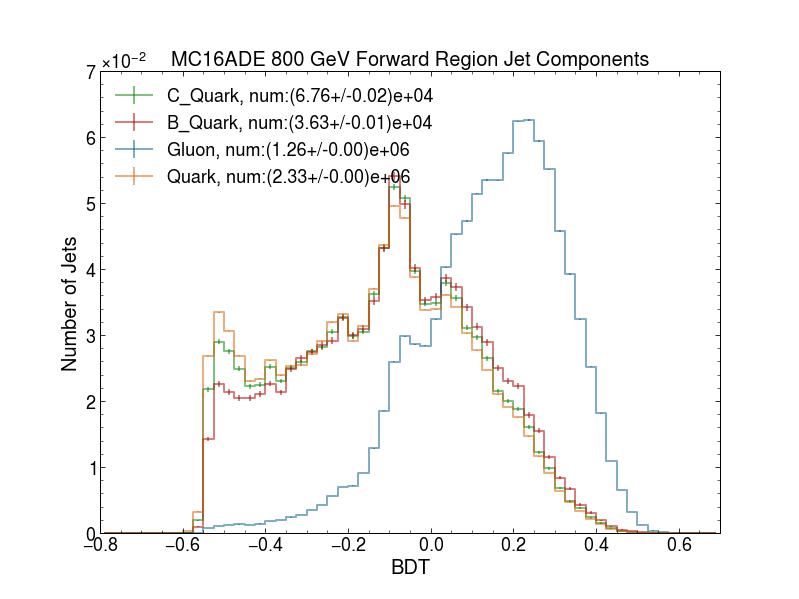 ×10−2 MC16ADE 800 GeV Forward Region Jet Components
7
C_Quark, num:(6.76+/-0.02)e+04
B_Quark, num:(3.63+/-0.01)e+04
6
Gluon, num:(1.26+/-0.00)e+06
Quark, num:(2.33+/-0.00)e+06
5
4
Number of Jets
3
2
1
0
−0.8 −0.6 −0.4 −0.2 0.0 0.2 0.4 0.6
BDT